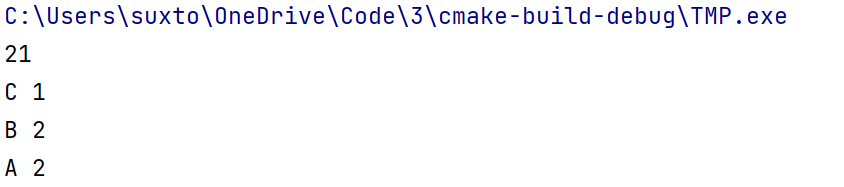 C:\Users\suxto\OneDrive\Code\3\cmake-build-debug\TMP.exe
21
C 1
B 2
A 2